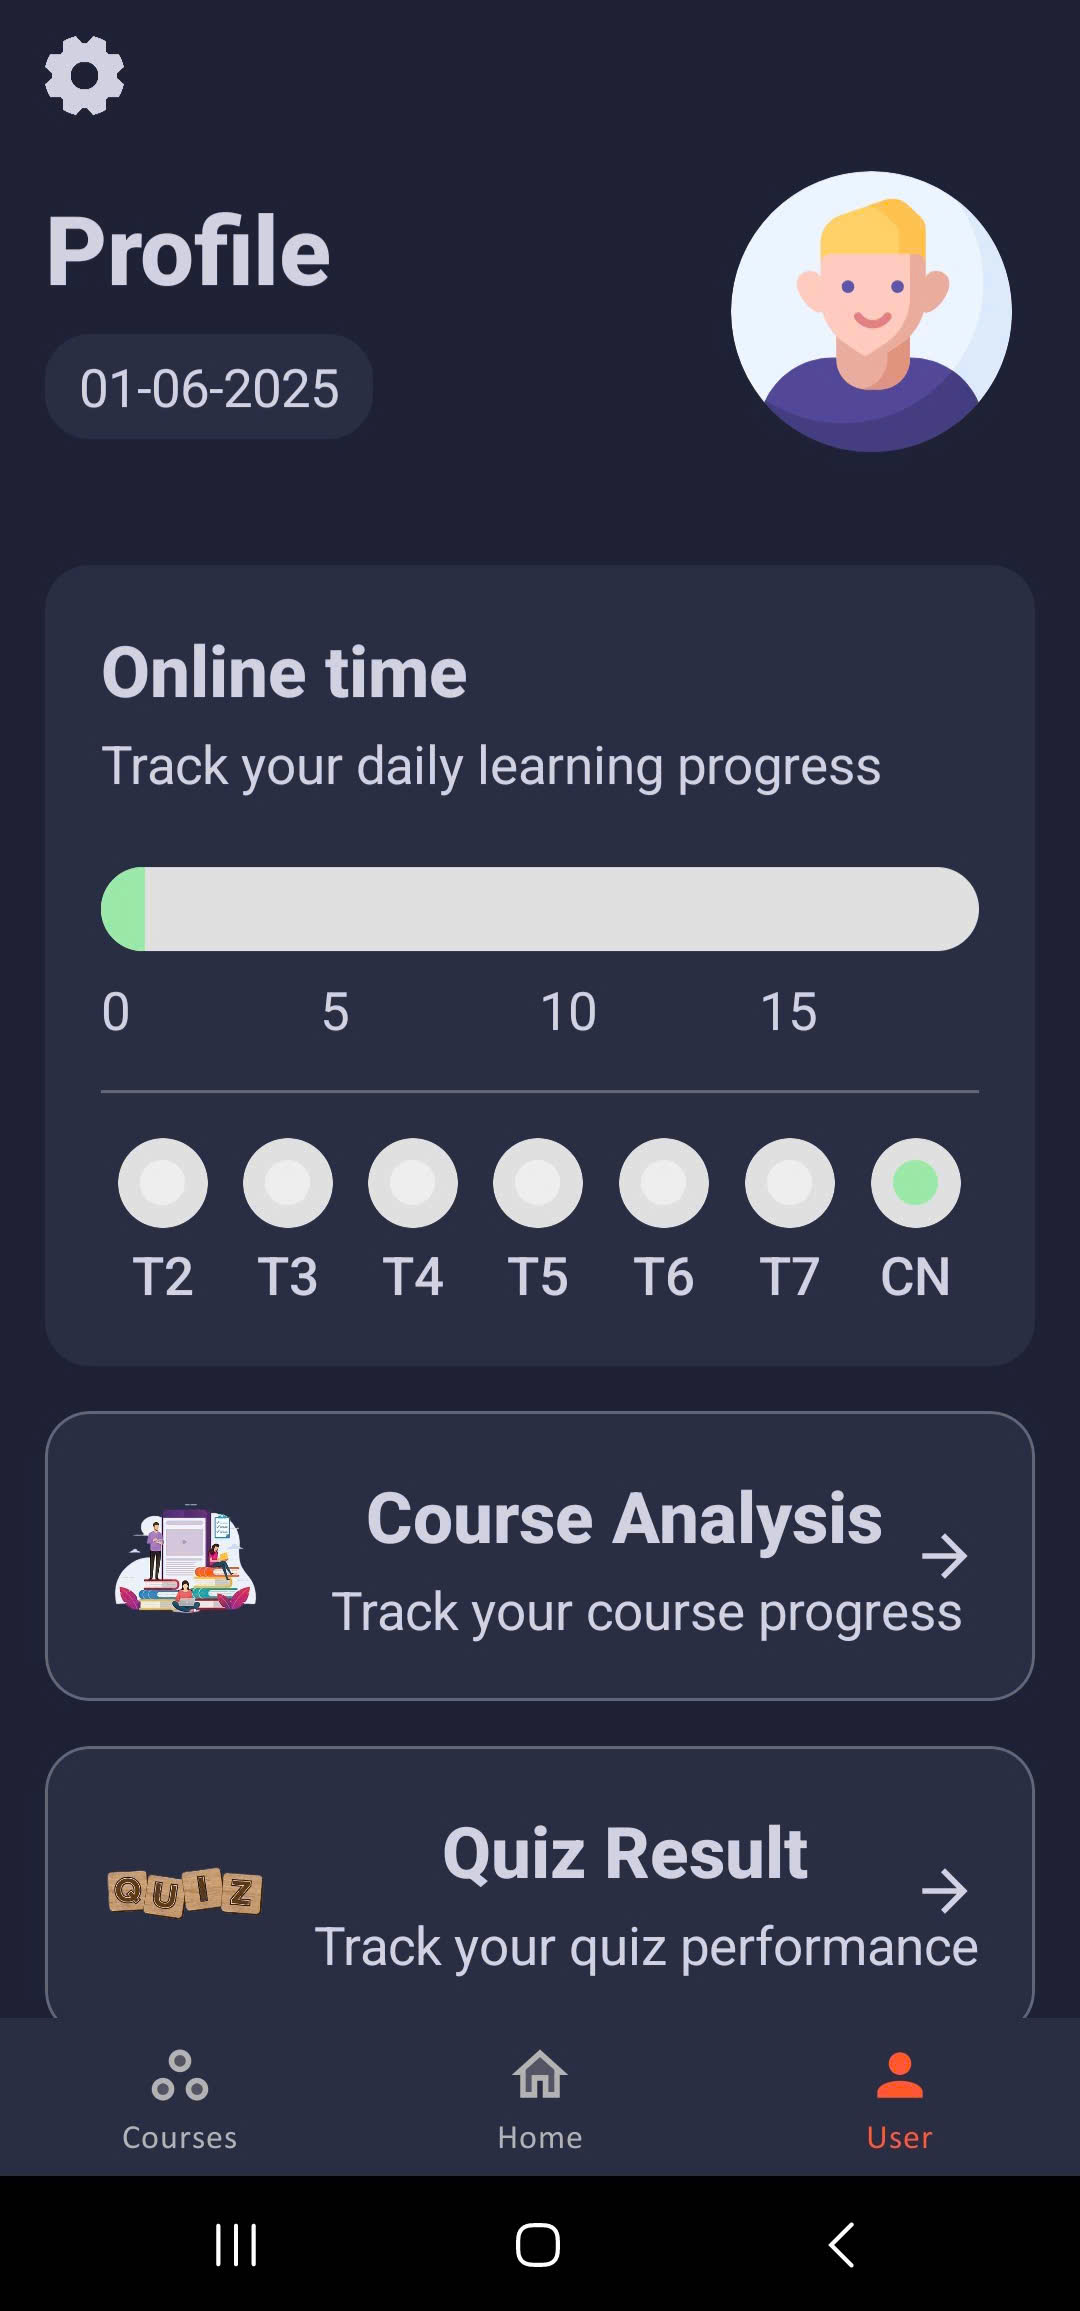 Profile
01-06-2025
Online time
Track your daily learning progress
0 5 10 15
T2 T3 T4 T5 T6 T7 CN
Course Analysis
Track your course progress
QUIZ
Quiz Result
Track your quiz performance
Courses Home User